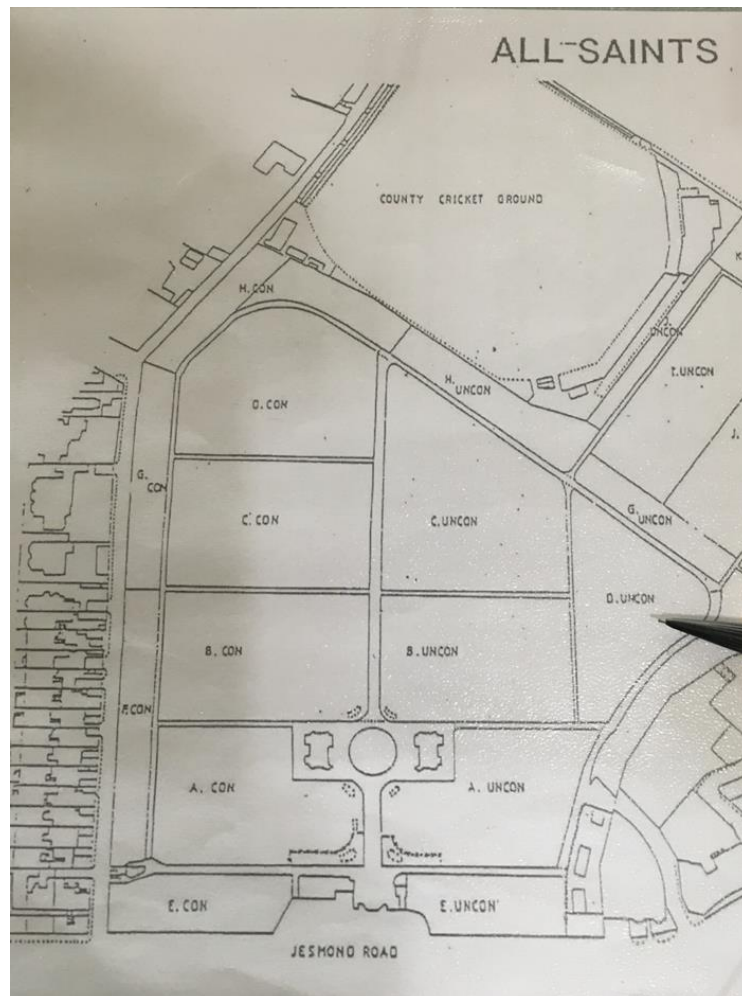 ALL SAINTS
COUNTY CRICKET GROUND
K
H. CON
UNCON
I. UNCON
H.
UNCON
D. CON
J.
G.
CON
C. CON
C. UNCON
G.
UNCON
D. UNCON
B. CON
B. UNCON
F. CON
A. CON
A. UNCON
E. CON
E. UNCON
JESMOND ROAD